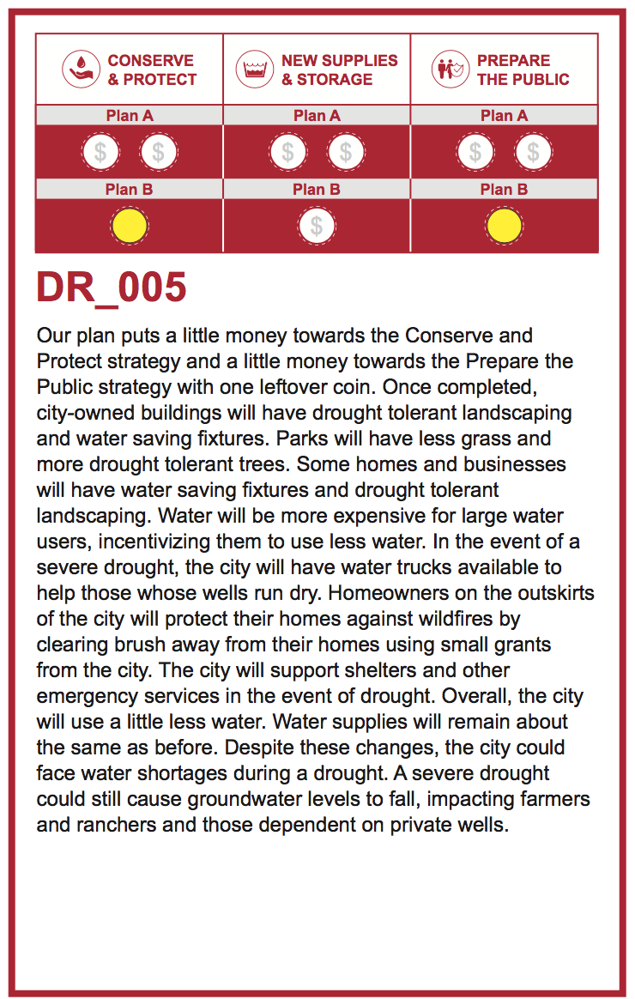 CONSERVE
& PROTECT
NEW SUPPLIES
& STORAGE
PREPARE
THE PUBLIC
Plan A
Plan A
Plan A
$ $
$ $
$ $
Plan B
Plan B
Plan B
$
DR_005
Our plan puts a little money towards the Conserve and
Protect strategy and a little money towards the Prepare the
Public strategy with one leftover coin. Once completed,
city-owned buildings will have drought tolerant landscaping
and water saving fixtures. Parks will have less grass and
more drought tolerant trees. Some homes and businesses
will have water saving fixtures and drought tolerant
landscaping. Water will be more expensive for large water
users, incentivizing them to use less water. In the event of a
severe drought, the city will have water trucks available to
help those whose wells run dry. Homeowners on the outskirts
of the city will protect their homes against wildfires by
clearing brush away from their homes using small grants
from the city. The city will support shelters and other
emergency services in the event of drought. Overall, the city
will use a little less water. Water supplies will remain about
the same as before. Despite these changes, the city could
face water shortages during a drought. A severe drought
could still cause groundwater levels to fall, impacting farmers
and ranchers and those dependent on private wells.